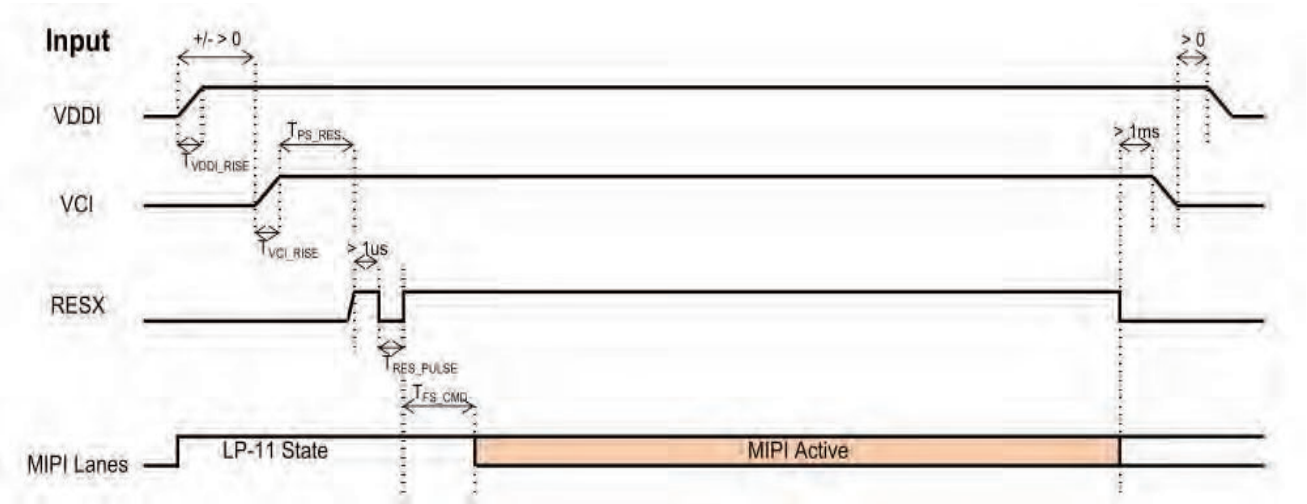 Input
+/- > 0
> 0
VDDI
T_PS_RES
> 1ms
T_VDDI_RISE
VCI
T_VCI_RISE
> 1us
RESX
T_RES_PULSE
T_FS_CMD
MIPI Lanes
LP-11 State
MIPI Active